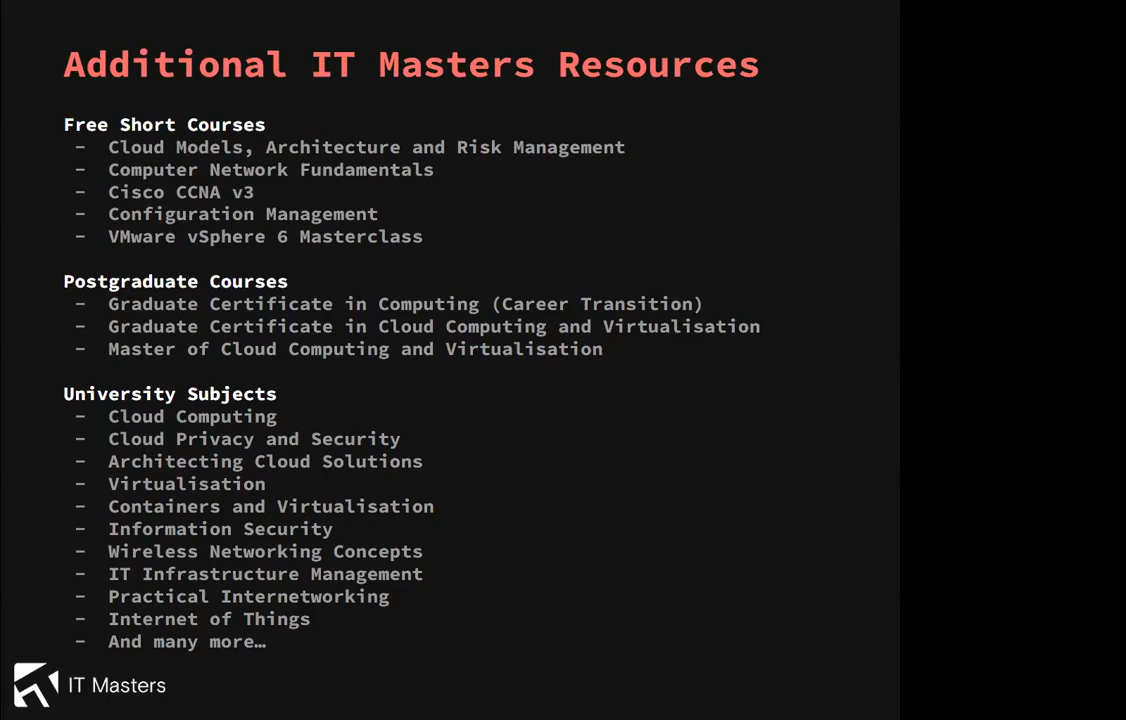 Additional IT Masters Resources
Free Short Courses
- Cloud Models, Architecture and Risk Management
- Computer Network Fundamentals
- Cisco CCNA v3
- Configuration Management
- VMware vSphere 6 Masterclass
Postgraduate Courses
- Graduate Certificate in Computing (Career Transition)
- Graduate Certificate in Cloud Computing and Virtualisation
- Master of Cloud Computing and Virtualisation
University Subjects
- Cloud Computing
- Cloud Privacy and Security
- Architecting Cloud Solutions
- Virtualisation
- Containers and Virtualisation
- Information Security
- Wireless Networking Concepts
- IT Infrastructure Management
- Practical Internetworking
- Internet of Things
- And many more…
IT Masters